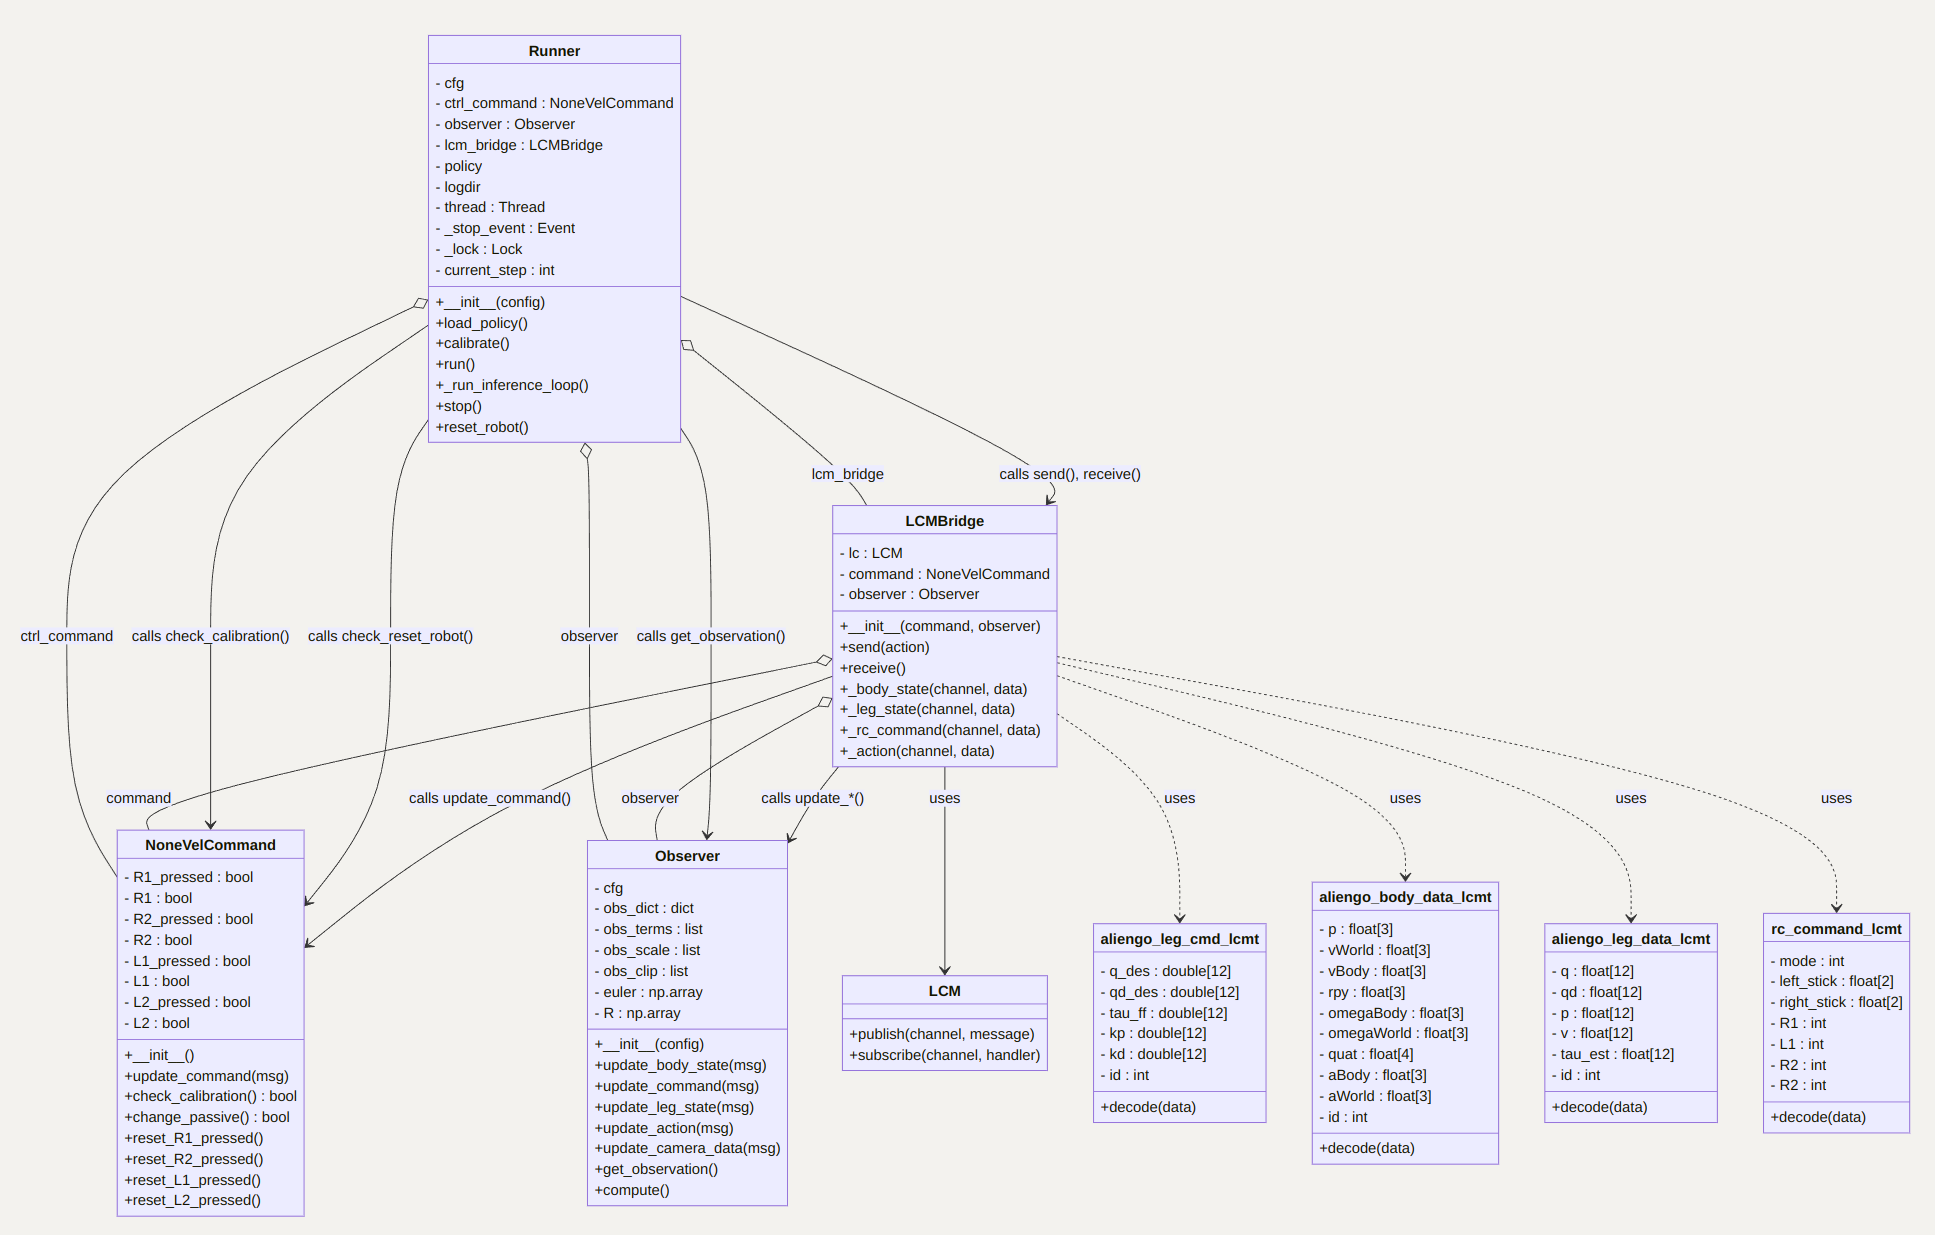 Runner
- cfg
- ctrl_command : NoneVelCommand
- observer : Observer
- lcm_bridge : LCMBridge
- policy
- logdir
- thread : Thread
- _stop_event : Event
- _lock : Lock
- current_step : int
+__init__(config)
+load_policy()
+calibrate()
+run()
+_run_inference_loop()
+stop()
+reset_robot()
lcm_bridge
calls send(), receive()
LCMBridge
- lc : LCM
- command : NoneVelCommand
- observer : Observer
+__init__(command, observer)
+send(action)
+receive()
+_body_state(channel, data)
+_leg_state(channel, data)
+_rc_command(channel, data)
+_action(channel, data)
ctrl_command
calls check_calibration()
calls check_reset_robot()
observer
calls get_observation()
command
calls update_command()
observer
calls update_*()
uses
uses
uses
uses
uses
NoneVelCommand
- R1_pressed : bool
- R1 : bool
- R2_pressed : bool
- R2 : bool
- L1_pressed : bool
- L1 : bool
- L2_pressed : bool
- L2 : bool
+__init__()
+update_command(msg)
+check_calibration() : bool
+change_passive() : bool
+reset_R1_pressed()
+reset_R2_pressed()
+reset_L1_pressed()
+reset_L2_pressed()
Observer
- cfg
- obs_dict : dict
- obs_terms : list
- obs_scale : list
- obs_clip : list
- euler : np.array
- R : np.array
+__init__(config)
+update_body_state(msg)
+update_command(msg)
+update_leg_state(msg)
+update_action(msg)
+update_camera_data(msg)
+get_observation()
+compute()
LCM
+publish(channel, message)
+subscribe(channel, handler)
aliengo_leg_cmd_lcmt
- q_des : double[12]
- qd_des : double[12]
- tau_ff : double[12]
- kp : double[12]
- kd : double[12]
- id : int
+decode(data)
aliengo_body_data_lcmt
- p : float[3]
- vWorld : float[3]
- vBody : float[3]
- rpy : float[3]
- omegaBody : float[3]
- omegaWorld : float[3]
- quat : float[4]
- aBody : float[3]
- aWorld : float[3]
- id : int
+decode(data)
aliengo_leg_data_lcmt
- q : float[12]
- qd : float[12]
- p : float[12]
- v : float[12]
- tau_est : float[12]
- id : int
+decode(data)
rc_command_lcmt
- mode : int
- left_stick : float[2]
- right_stick : float[2]
- R1 : int
- L1 : int
- R2 : int
- R2 : int
+decode(data)